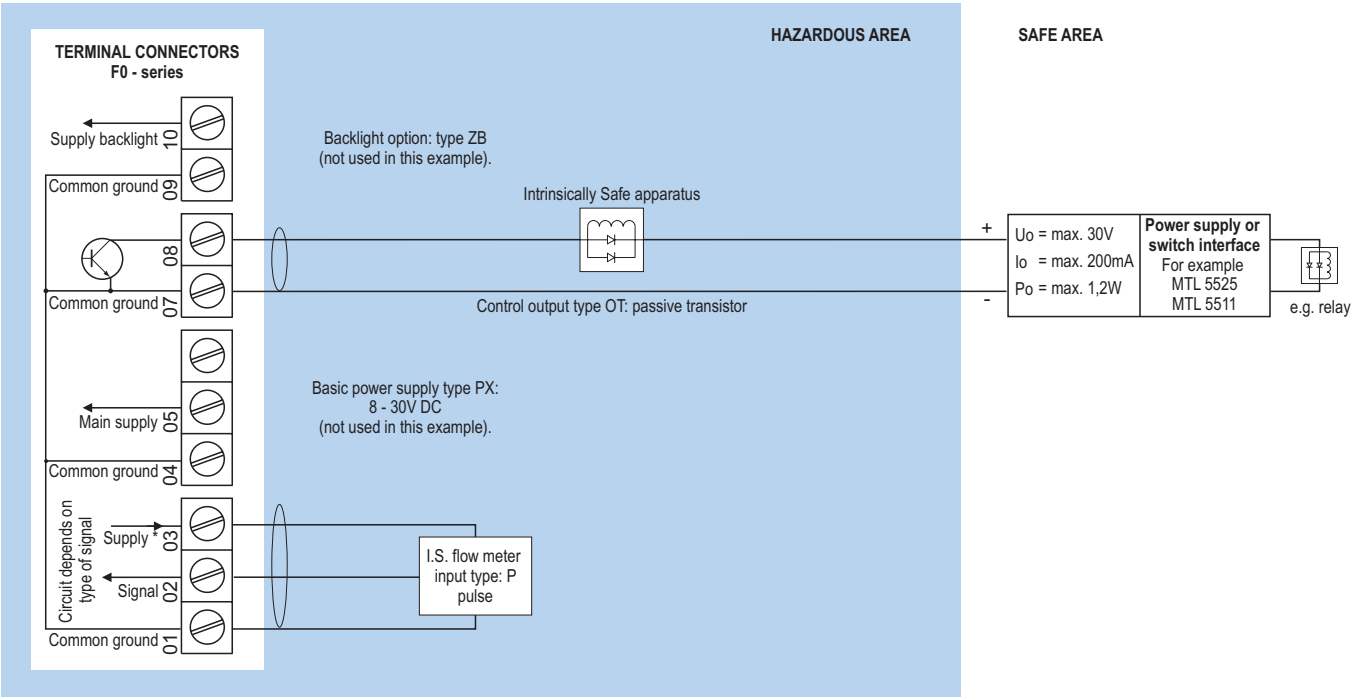 HAZARDOUS AREA
SAFE AREA
TERMINAL CONNECTORS
F0 - series
Supply backlight
10
Common ground
09
08
Common ground
07
Main supply
05
Common ground
04
Circuit depends on
type of signal
Supply *
03
Signal
02
Common ground
01
Backlight option: type ZB
(not used in this example).
Intrinsically Safe apparatus
Control output type OT: passive transistor
Basic power supply type PX:
8 - 30V DC
(not used in this example).
I.S. flow meter
input type: P
pulse
+
-
Uo = max. 30V
Io = max. 200mA
Po = max. 1,2W
Power supply or
switch interface
For example
MTL 5525
MTL 5511
e.g. relay